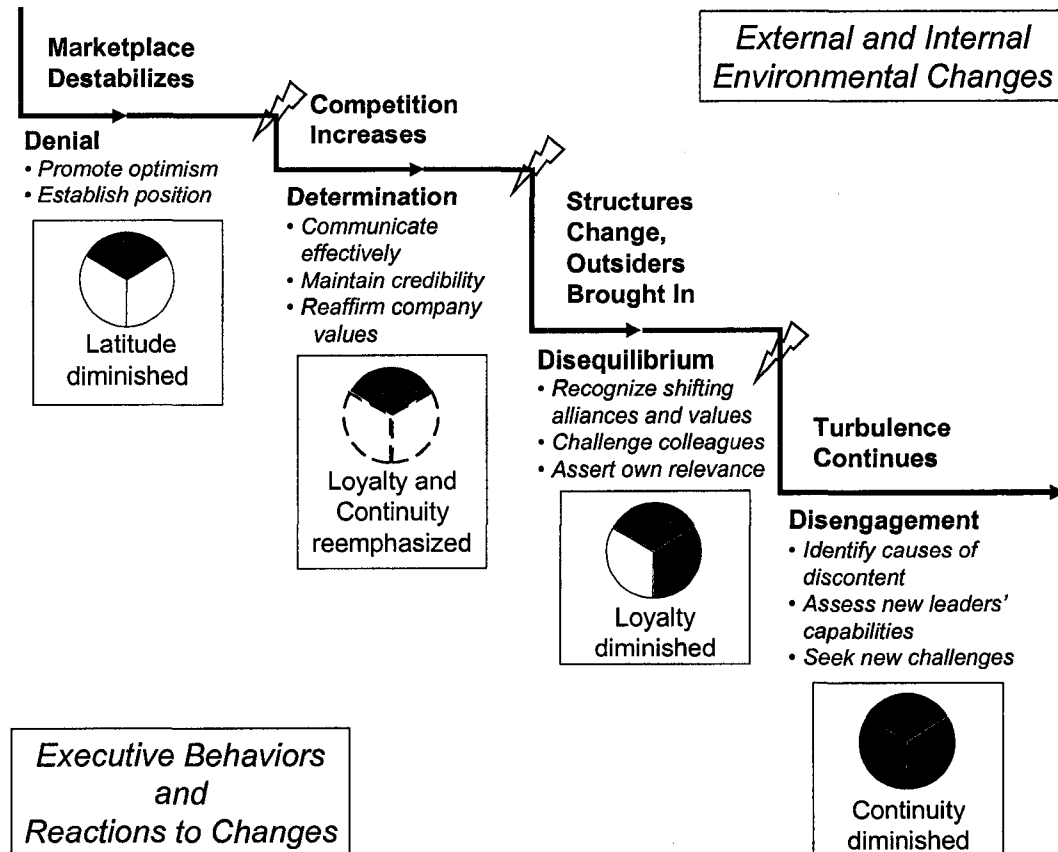 External and Internal
Environmental Changes
Marketplace
Destabilizes
Denial
• Promote optimism
• Establish position
Latitude
diminished
Competition
Increases
Determination
• Communicate
effectively
• Maintain credibility
• Reaffirm company
values
Loyalty and
Continuity
reemphasized
Structures
Change,
Outsiders
Brought In
Disequilibrium
• Recognize shifting
alliances and values
• Challenge colleagues
• Assert own relevance
Loyalty
diminished
Turbulence
Continues
Disengagement
• Identify causes of
discontent
• Assess new leaders'
capabilities
• Seek new challenges
Continuity
diminished
Executive Behaviors
and
Reactions to Changes